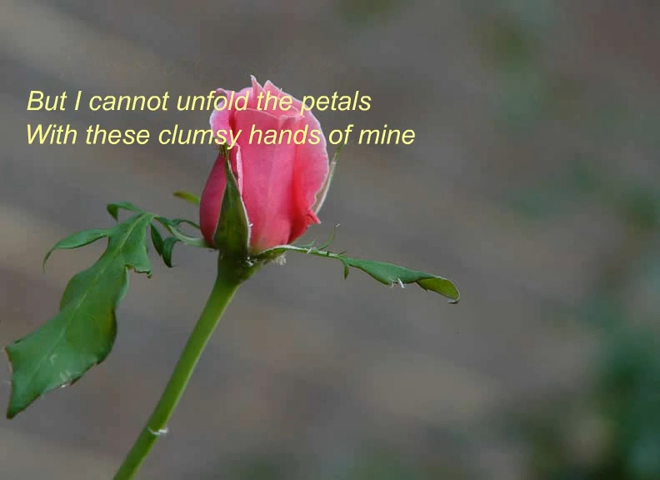 But I cannot unfold the petals
With these clumsy hands of mine